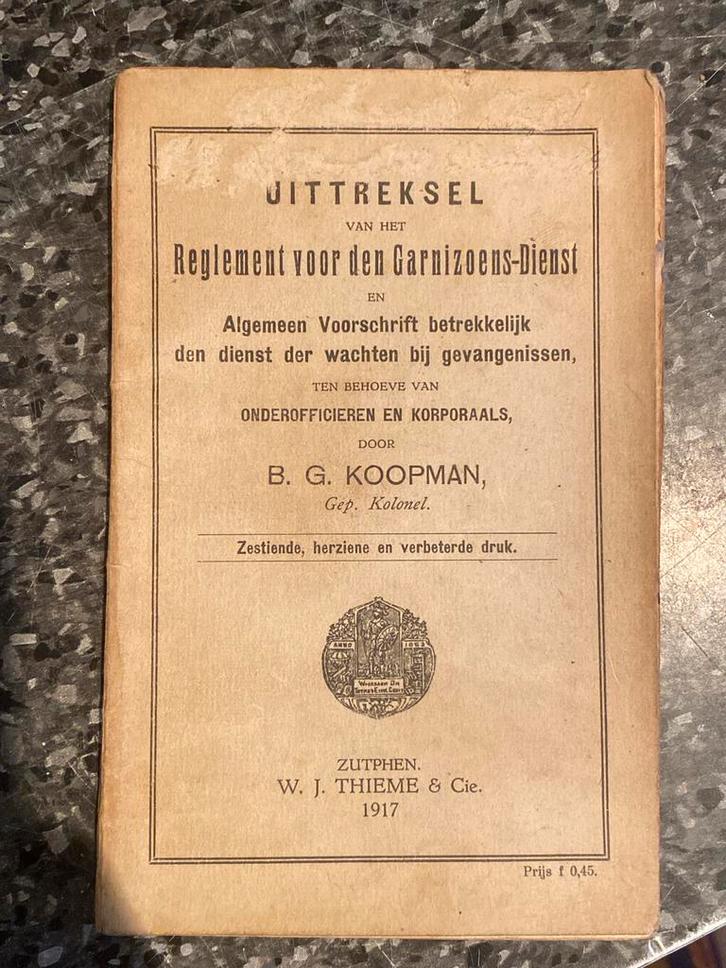 UITTREKSEL
VAN HET
Reglement voor den Garnizoens-Dienst
EN
Algemeen Voorschrift betrekkelijk
den dienst der wachten bij gevangenissen,
TEN BEHOEVE VAN
ONDEROFFICIEREN EN KORPORAALS,
DOOR
B. G. KOOPMAN,
Gep. Kolonel.
Zestiende, herziene en verbeterde druk.
ANNO
ZUTPHEN.
W. J. THIEME & Cie.
1917
Prijs f 0,45.